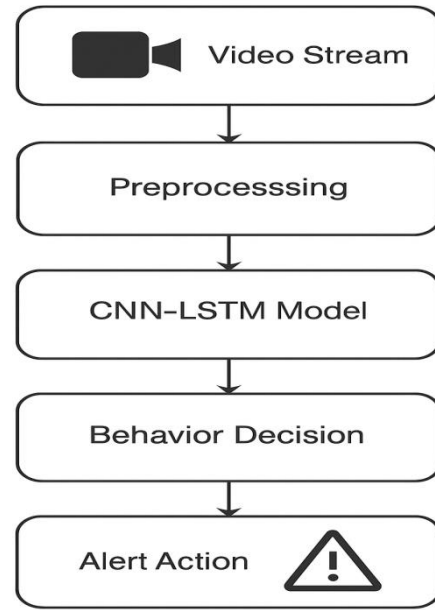 Video Stream
Preprocesssing
CNN-LSTM Model
Behavior Decision
Alert Action